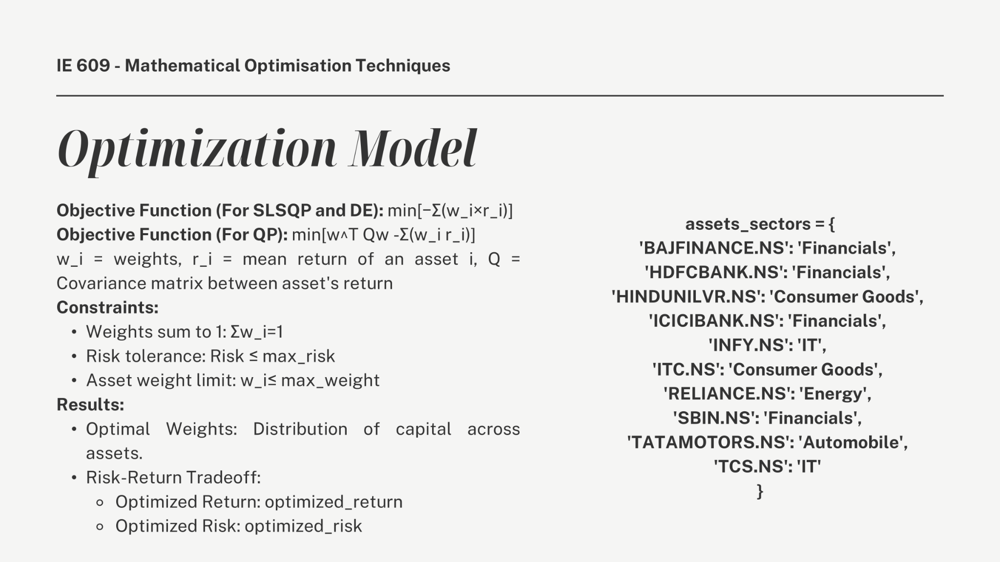 IE 609 - Mathematical Optimisation Techniques
Optimization Model
Objective Function (For SLSQP and DE): min[−Σ(w_i×r_i)]
Objective Function (For QP): min[w^T Qw -Σ(w_i r_i)]
w_i = weights, r_i = mean return of an asset i, Q =
Covariance matrix between asset's return
Constraints:
• Weights sum to 1: Σw_i=1
• Risk tolerance: Risk ≤ max_risk
• Asset weight limit: w_i≤ max_weight
Results:
• Optimal Weights: Distribution of capital across
assets.
• Risk-Return Tradeoff:
◦ Optimized Return: optimized_return
◦ Optimized Risk: optimized_risk
assets_sectors = {
'BAJFINANCE.NS': 'Financials',
'HDFCBANK.NS': 'Financials',
'HINDUNILVR.NS': 'Consumer Goods',
'ICICIBANK.NS': 'Financials',
'INFY.NS': 'IT',
'ITC.NS': 'Consumer Goods',
'RELIANCE.NS': 'Energy',
'SBIN.NS': 'Financials',
'TATAMOTORS.NS': 'Automobile',
'TCS.NS': 'IT'
}